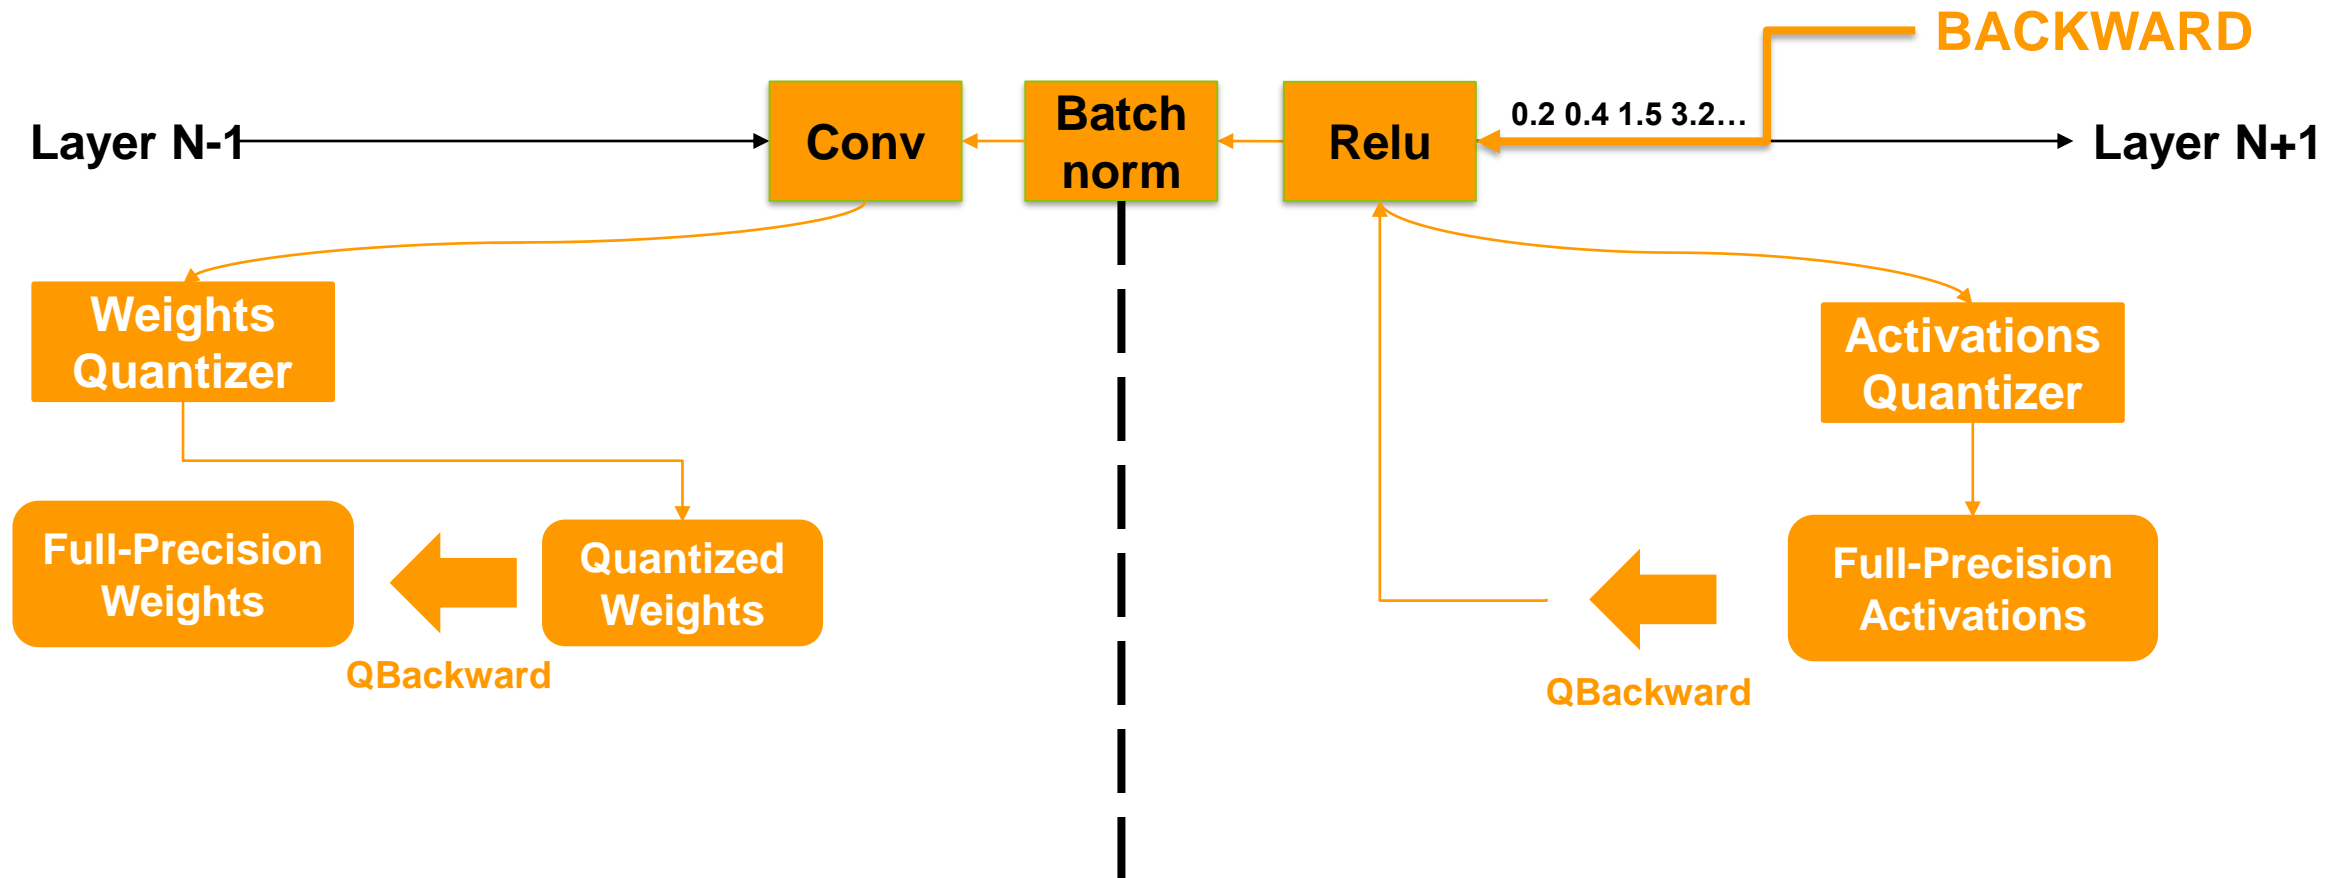 BACKWARD
Layer N-1
Conv
Batch
norm
Relu
0.2 0.4 1.5 3.2...
Layer N+1
Weights
Quantizer
Activations
Quantizer
Full-Precision
Weights
Quantized
Weights
QBackward
Full-Precision
Activations
QBackward